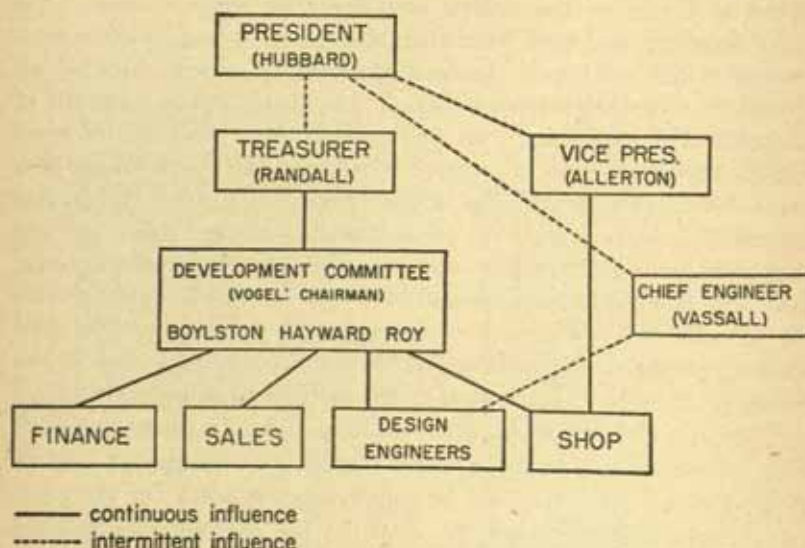 PRESIDENT
(HUBBARD)
TREASURER
(RANDALL)
VICE PRES.
(ALLERTON)
DEVELOPMENT COMMITTEE
(VOGEL: CHAIRMAN)
BOYLSTON HAYWARD ROY
CHIEF ENGINEER
(VASSALL)
FINANCE
SALES
DESIGN
ENGINEERS
SHOP
continuous influence
intermittent influence